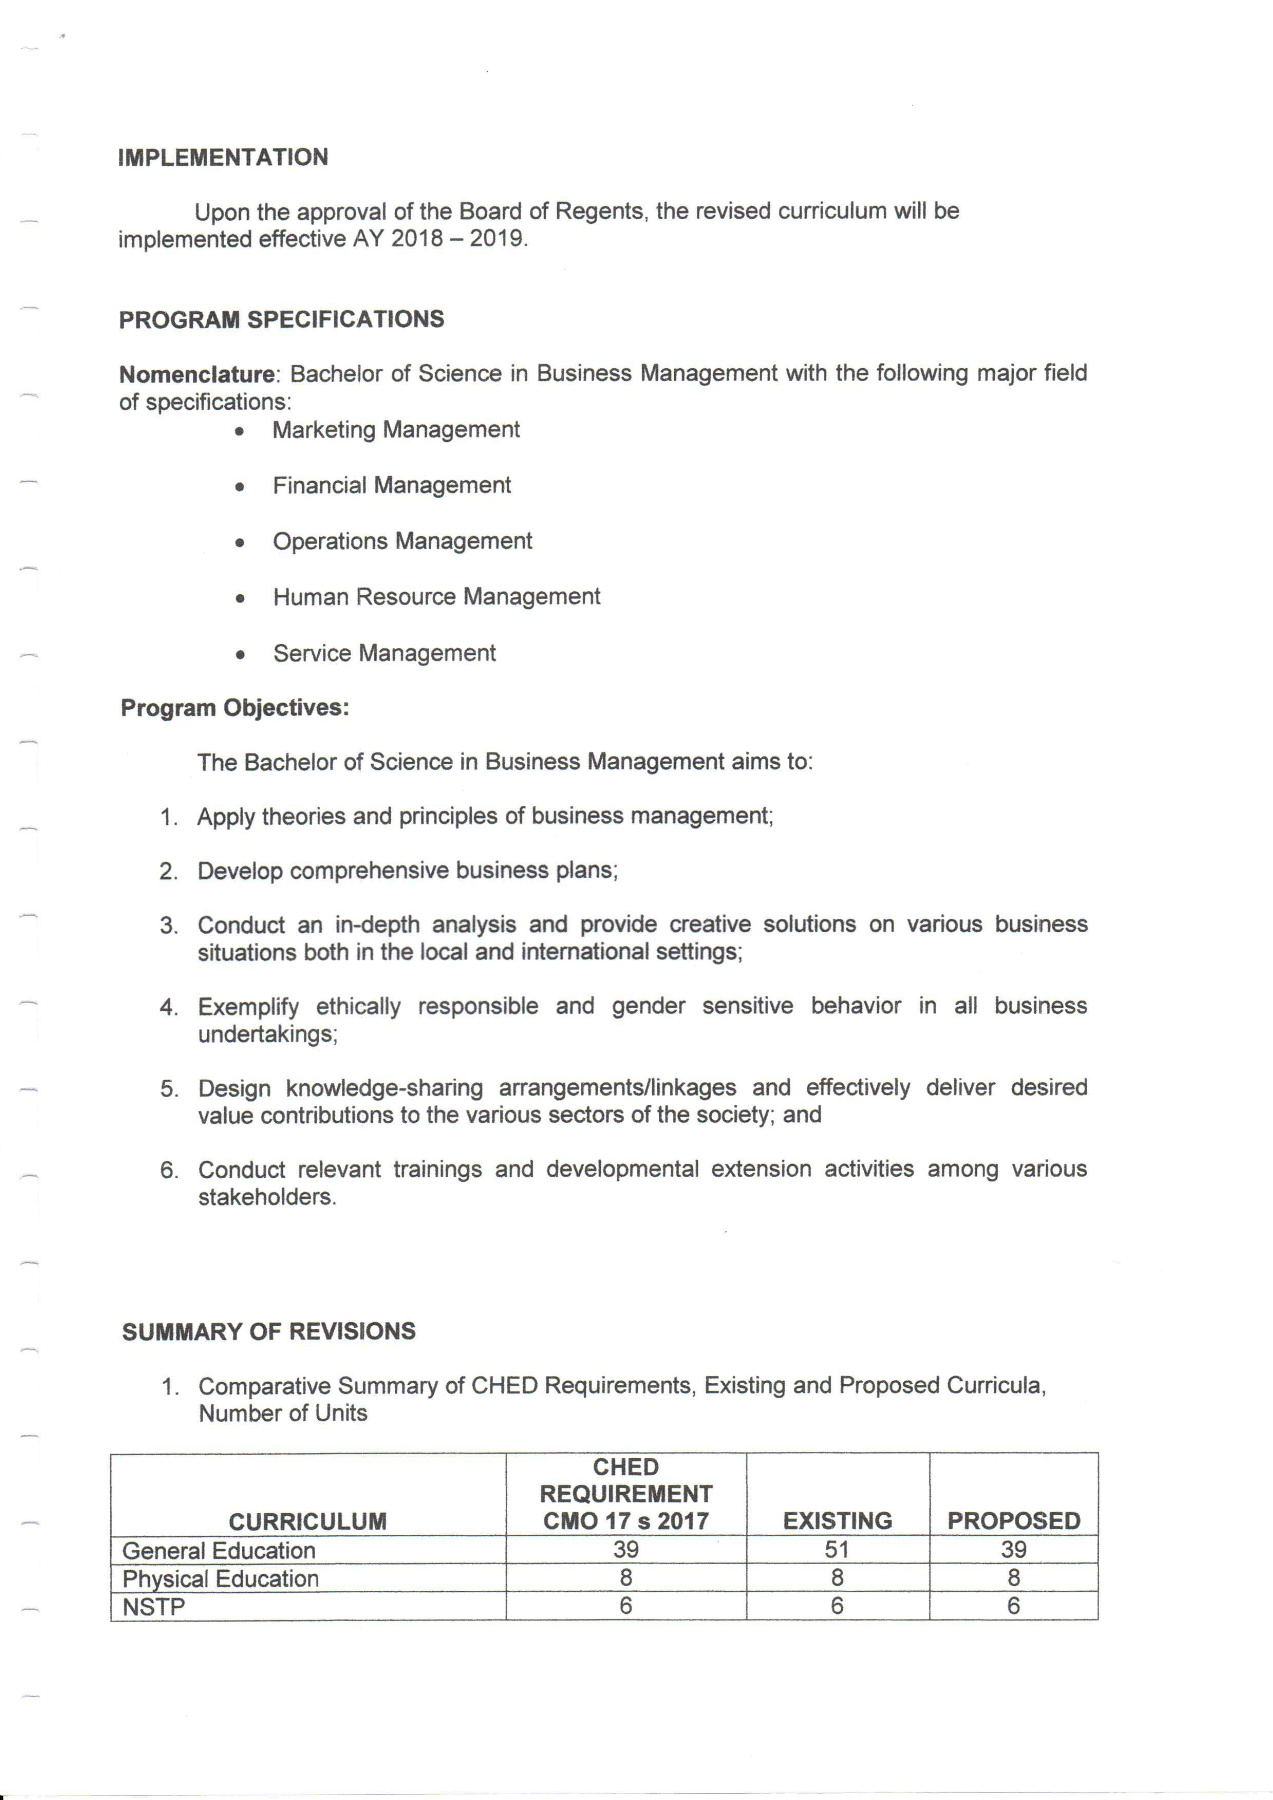 IMPLEMENTATION
Upon the approval of the Board of Regents, the revised curriculum will be
implemented effective AY 2018 – 2019.
PROGRAM SPECIFICATIONS
Nomenclature: Bachelor of Science in Business Management with the following major field
of specifications:
• Marketing Management
• Financial Management
• Operations Management
• Human Resource Management
• Service Management
Program Objectives:
The Bachelor of Science in Business Management aims to:
1. Apply theories and principles of business management;
2. Develop comprehensive business plans;
3. Conduct an in-depth analysis and provide creative solutions on various business
situations both in the local and international settings;
4. Exemplify ethically responsible and gender sensitive behavior in all business
undertakings;
5. Design knowledge-sharing arrangements/linkages and effectively deliver desired
value contributions to the various sectors of the society; and
6. Conduct relevant trainings and developmental extension activities among various
stakeholders.
SUMMARY OF REVISIONS
1. Comparative Summary of CHED Requirements, Existing and Proposed Curricula,
Number of Units
CHED
REQUIREMENT
CURRICULUM CMO 17 s 2017 EXISTING PROPOSED
General Education 39 51 39
Physical Education 8 8 8
NSTP 6 6 6